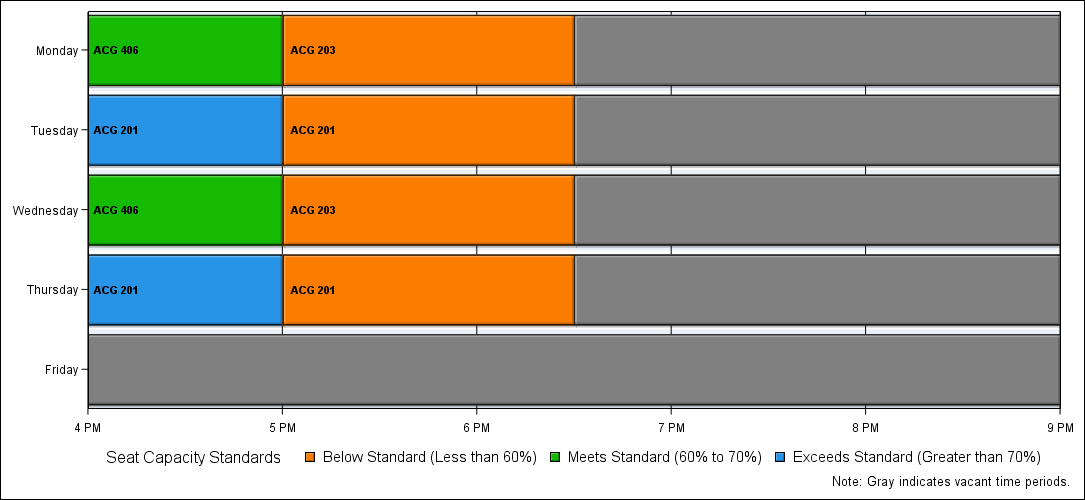 Monday ACG 406 ACG 203
Tuesday ACG 201 ACG 201
Wednesday ACG 406 ACG 203
Thursday ACG 201 ACG 201
Friday
4 PM 5 PM 6 PM 7 PM 8 PM 9 PM
Seat Capacity Standards Below Standard (Less than 60%) Meets Standard (60% to 70%) Exceeds Standard (Greater than 70%)
Note: Gray indicates vacant time periods.